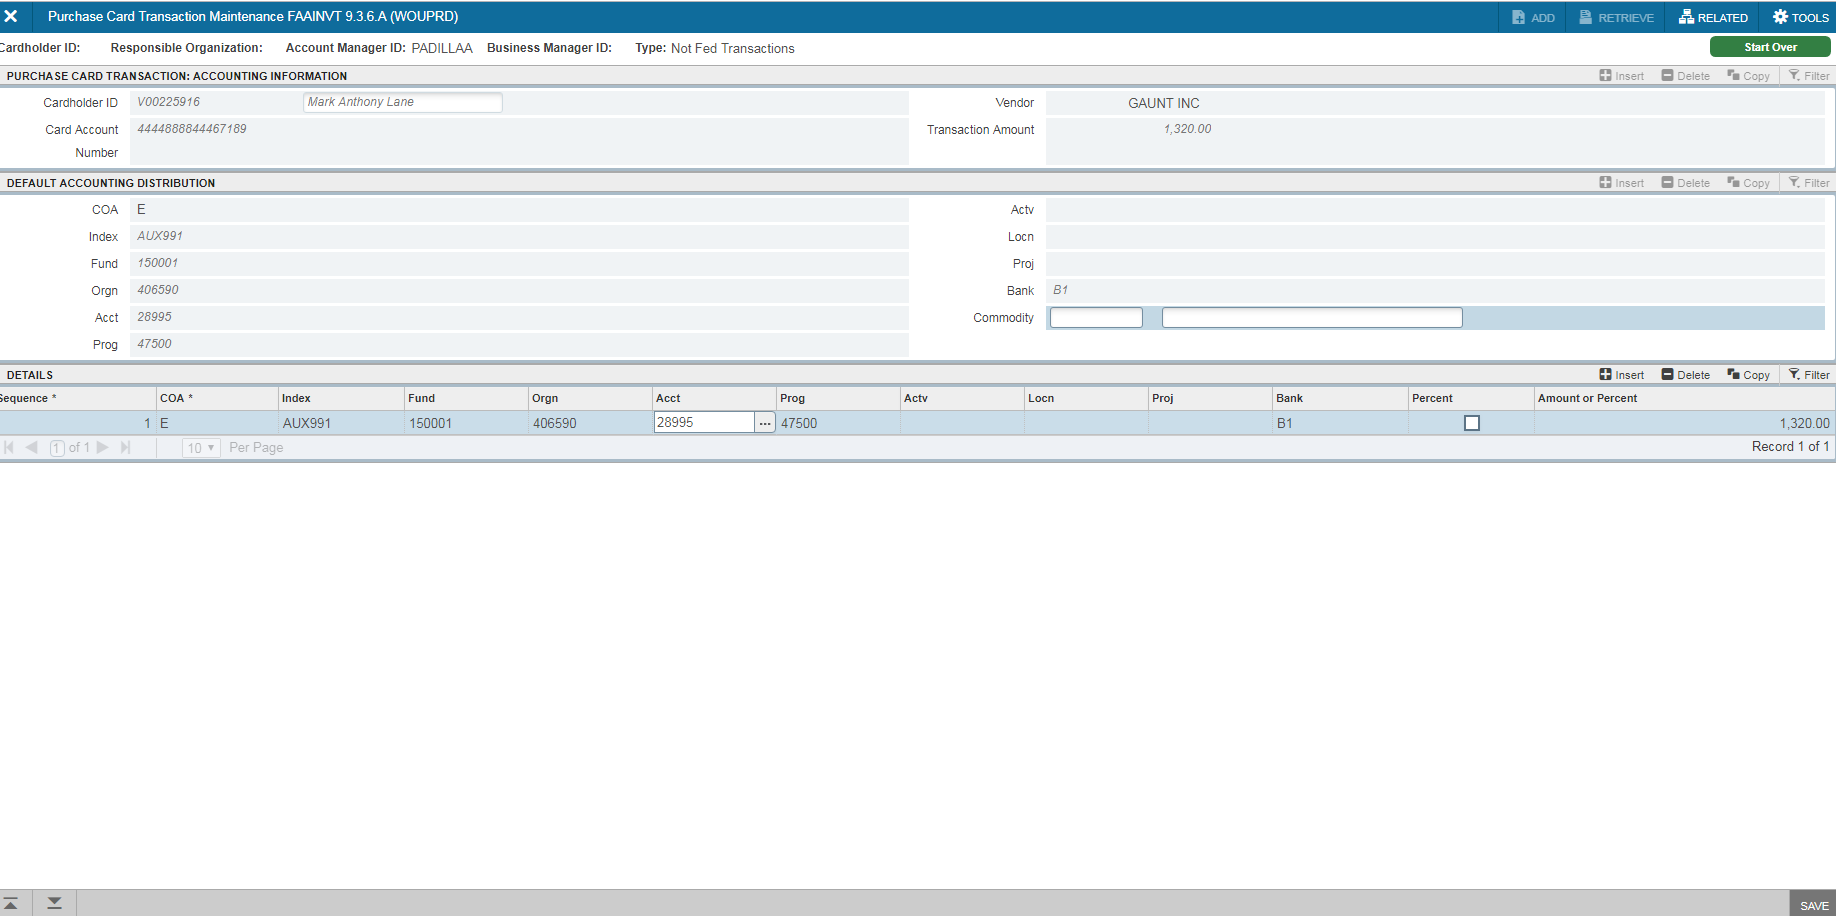 Purchase Card Transaction Maintenance FAAINVT 9.3.6.A (WOUPRD) ADD RETRIEVE RELATED TOOLS
Cardholder ID: Responsible Organization: Account Manager ID: PADILLAA Business Manager ID: Type: Not Fed Transactions Start Over
PURCHASE CARD TRANSACTION: ACCOUNTING INFORMATION Insert Delete Copy Filter
Cardholder ID V00225916 Mark Anthony Lane Vendor GAUNT INC
Card Account 4444888844467189 Transaction Amount 1,320.00
Number
DEFAULT ACCOUNTING DISTRIBUTION Insert Delete Copy Filter
COA E Actv
Index AUX991 Locn
Fund 150001 Proj
Orgn 406590 Bank B1
Acct 28995 Commodity
Prog 47500
DETAILS Insert Delete Copy Filter
Sequence * COA * Index Fund Orgn Acct Prog Actv Locn Proj Bank Percent Amount or Percent
1 E AUX991 150001 406590 28995 ... 47500 B1 1,320.00
1 of 1 10 Per Page Record 1 of 1
SAVE